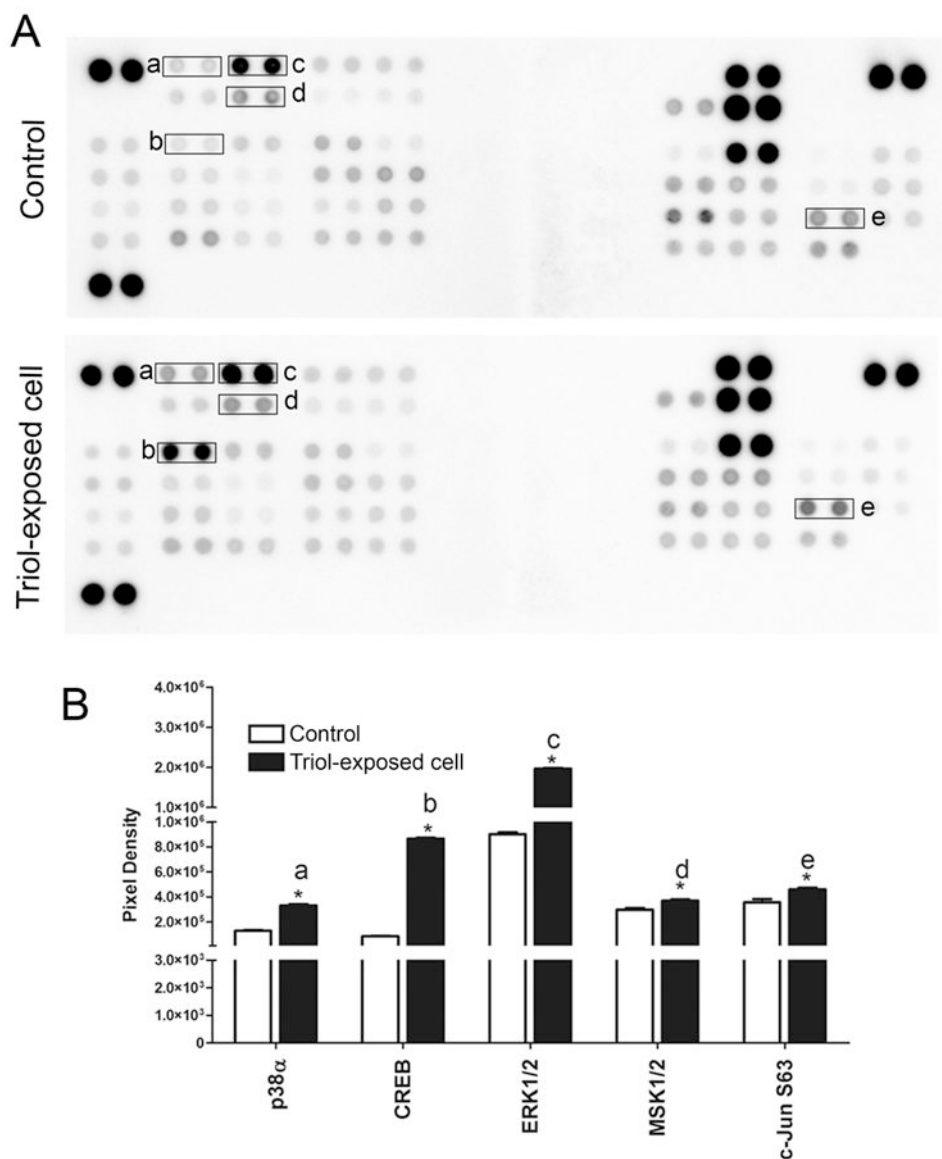 A
Control
a
c
d
b
e
Triol-exposed cell
a
c
d
b
e
B
Control
Triol-exposed cell
Pixel Density
4.0×10⁶
3.0×10⁶
2.0×10⁶
1.0×10⁶
1.0×10⁶
8.0×10⁵
6.0×10⁵
4.0×10⁵
2.0×10⁵
3.0×10³
2.0×10³
1.0×10³
0
a
*
b
*
c
*
d
*
e
*
p38α
CREB
ERK1/2
MSK1/2
c-Jun S63